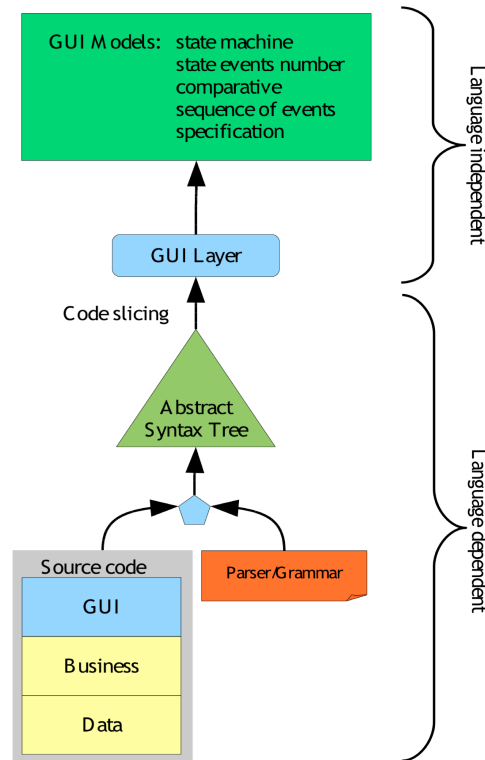 GUI Models: state machine
state events number
comparative
sequence of events
specification
Language independent
GUI Layer
Code slicing
Abstract
Syntax Tree
Language dependent
Source code
Parser/Grammar
GUI
Business
Data